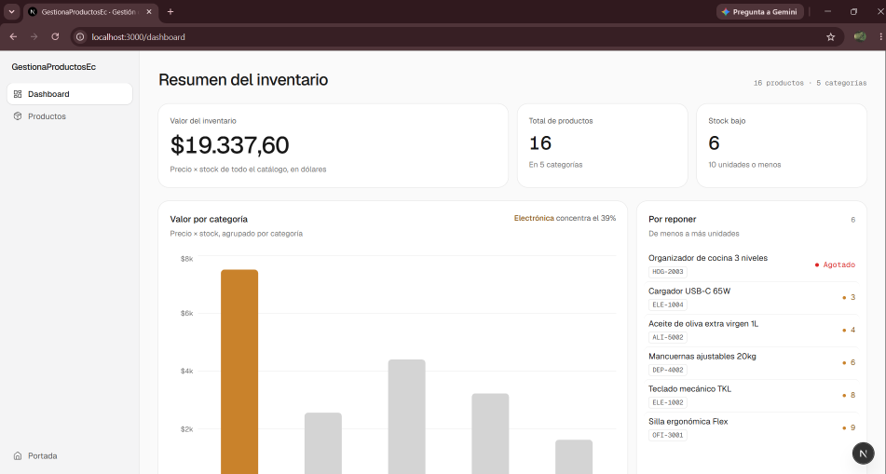 GestionaProductosEc - Gestión
Pregunta a Gemini
localhost:3000/dashboard
GestionaProductosEc
Dashboard
Productos
Portada
Resumen del inventario
16 productos · 5 categorías
Valor del inventario
$19.337,60
Precio × stock de todo el catálogo, en dólares
Total de productos
16
En 5 categorías
Stock bajo
6
10 unidades o menos
Valor por categoría
Electrónica concentra el 39%
Precio × stock, agrupado por categoría
$8k
$6k
$4k
$2k
Por reponer
6
De menos a más unidades
Organizador de cocina 3 niveles
HOG-2003
Agotado
Cargador USB-C 65W
ELE-1004
3
Aceite de oliva extra virgen 1L
ALI-5002
4
Mancuernas ajustables 20kg
DEP-4002
6
Teclado mecánico TKL
ELE-1002
8
Silla ergonómica Flex
OFI-3001
9
N